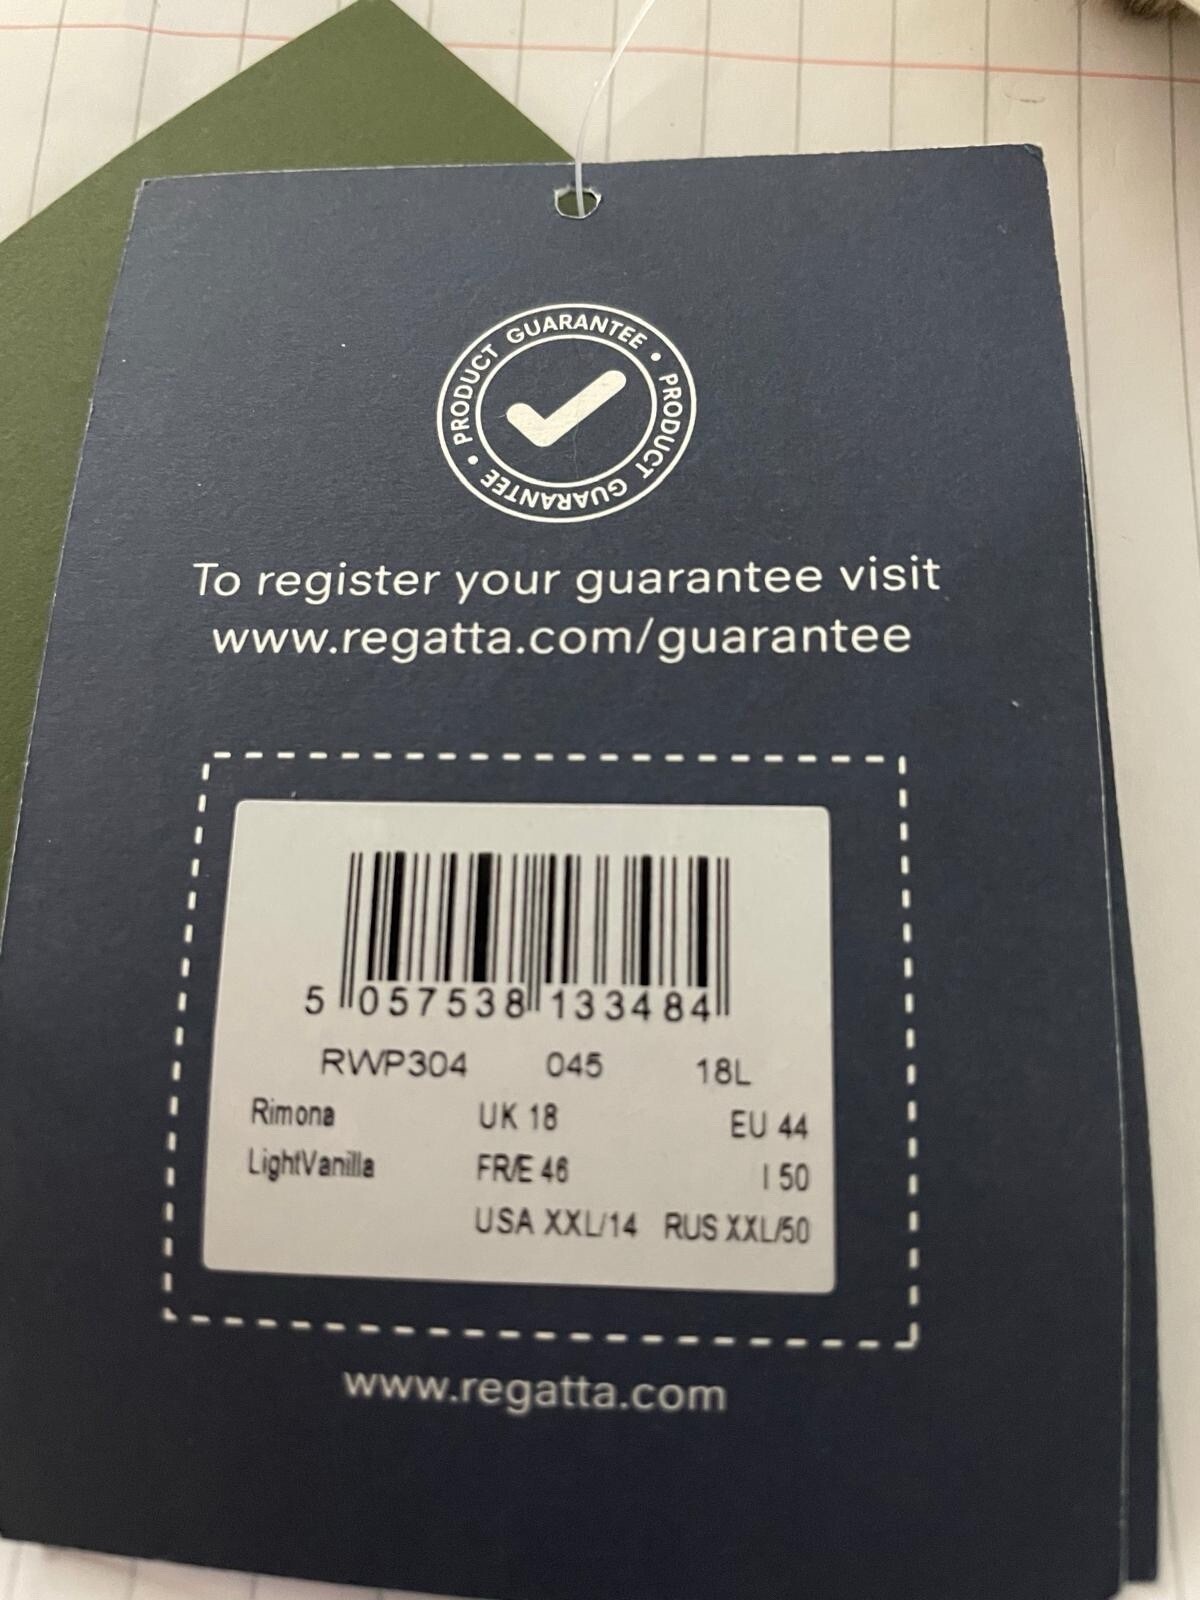 PRODUCT GUARANTEE • PRODUCT GUARANTEE •
To register your guarantee visit
www.regatta.com/guarantee
5 057538 133484
RWP304 045 18L
Rimona UK 18 EU 44
LightVanilla FR/E 46 I 50
USA XXL/14 RUS XXL/50
www.regatta.com